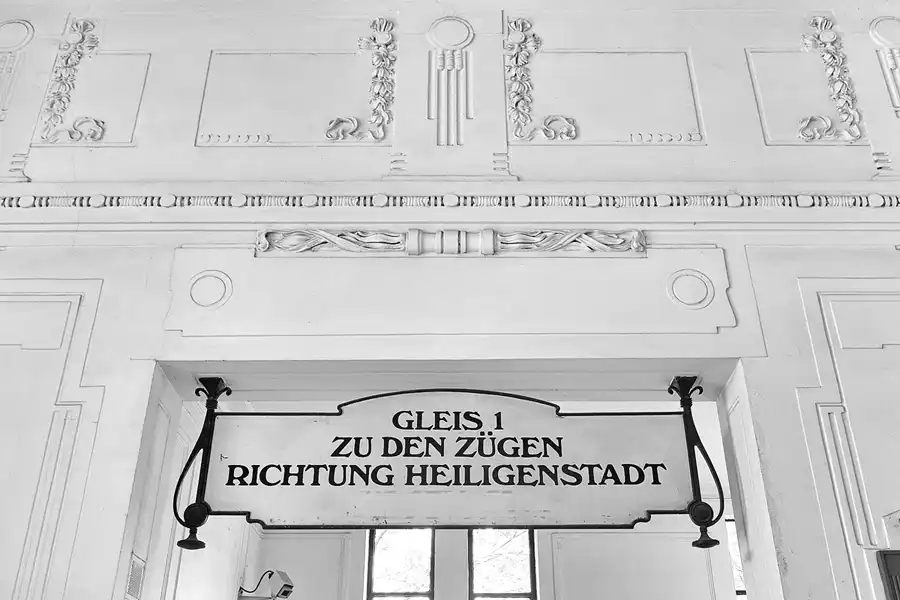 GLEIS 1
ZU DEN ZÜGEN
RICHTUNG HEILIGENSTADT